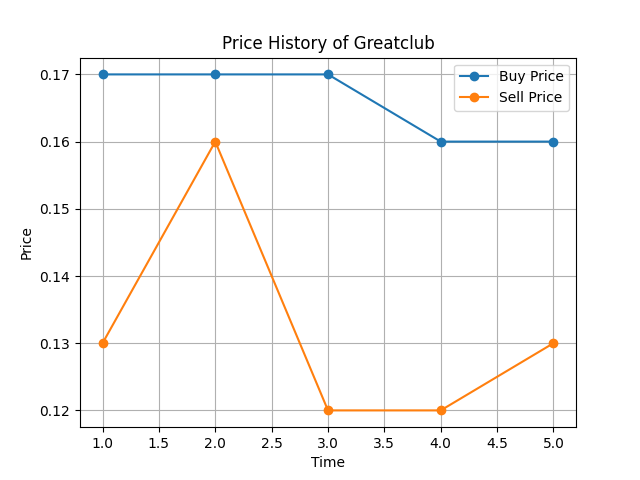 Price History of Greatclub
Buy Price
Sell Price
Price
0.17
0.16
0.15
0.14
0.13
0.12
1.0 1.5 2.0 2.5 3.0 3.5 4.0 4.5 5.0
Time